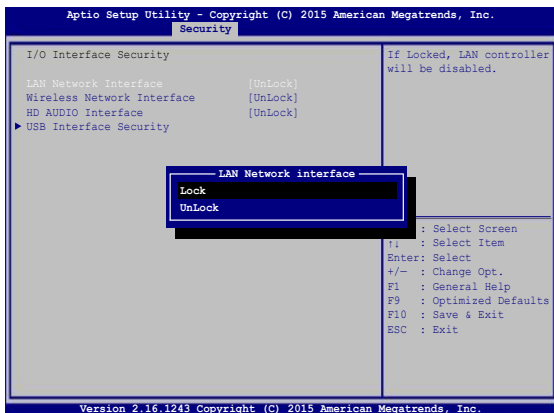 Aptio Setup Utility - Copyright (C) 2015 American Megatrends, Inc.
Security
I/O Interface Security
LAN Network Interface [UnLock]
Wireless Network Interface [UnLock]
HD AUDIO Interface [UnLock]
USB Interface Security
If Locked, LAN controller
will be disabled.
LAN Network interface
Lock
UnLock
: Select Screen
↑↓ : Select Item
Enter: Select
+/— : Change Opt.
F1 : General Help
F9 : Optimized Defaults
F10 : Save & Exit
ESC : Exit
Version 2.16.1243 Copyright (C) 2015 American Megatrends, Inc.